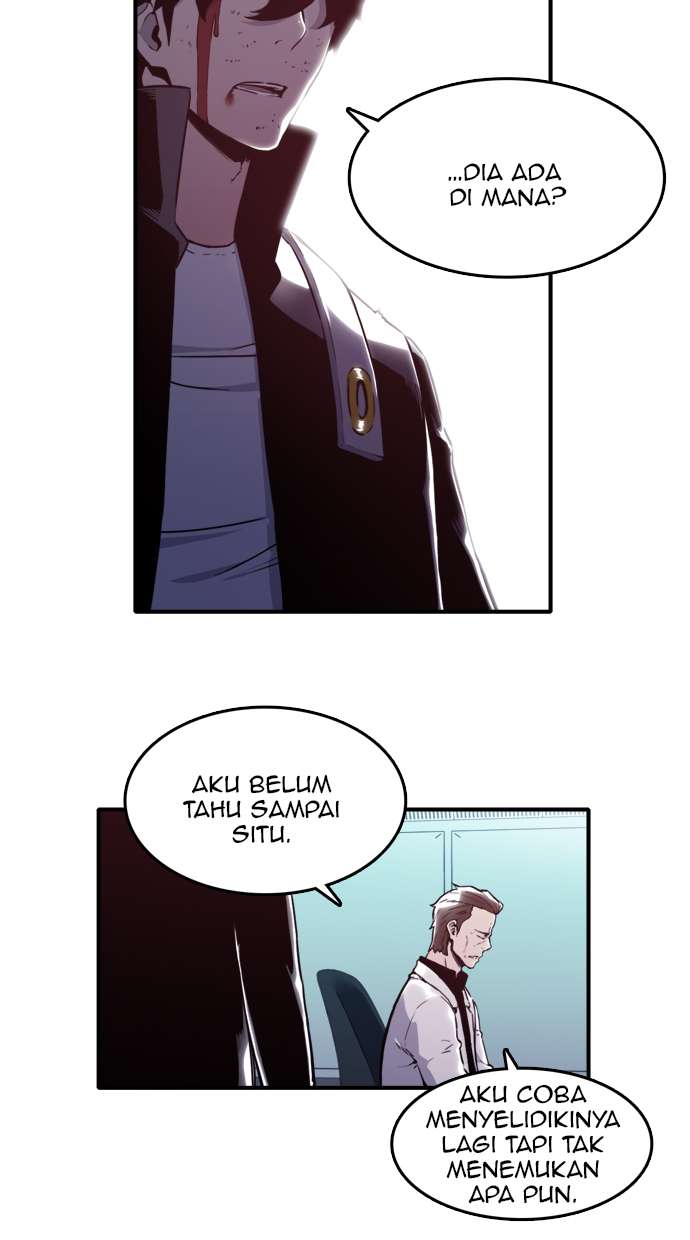 ...DIA ADA
DI MANA?
AKU BELUM
TAHU SAMPAI
SITU.
AKU COBA
MENYELIDIKINYA
LAGI TAPI TAK
MENEMUKAN
APA PUN.